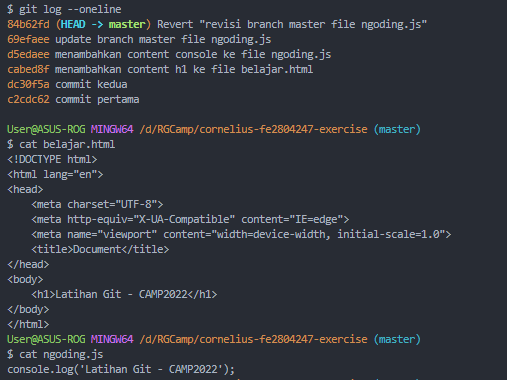 $ git log --oneline
84b62fd (HEAD -> master) Revert "revisi branch master file ngoding.js"
69efaee update branch master file ngoding.js
d5edaee menambahkan content console ke file ngoding.js
cabed8f menambahkan content h1 ke file belajar.html
dc30f5a commit kedua
c2cdc62 commit pertama

User@ASUS-ROG MINGW64 /d/RGCamp/cornelius-fe2804247-exercise (master)
$ cat belajar.html
<!DOCTYPE html>
<html lang="en">
<head>
    <meta charset="UTF-8">
    <meta http-equiv="X-UA-Compatible" content="IE=edge">
    <meta name="viewport" content="width=device-width, initial-scale=1.0">
    <title>Document</title>
</head>
<body>
    <h1>Latihan Git - CAMP2022</h1>
</body>
</html>
User@ASUS-ROG MINGW64 /d/RGCamp/cornelius-fe2804247-exercise (master)
$ cat ngoding.js
console.log('Latihan Git - CAMP2022');